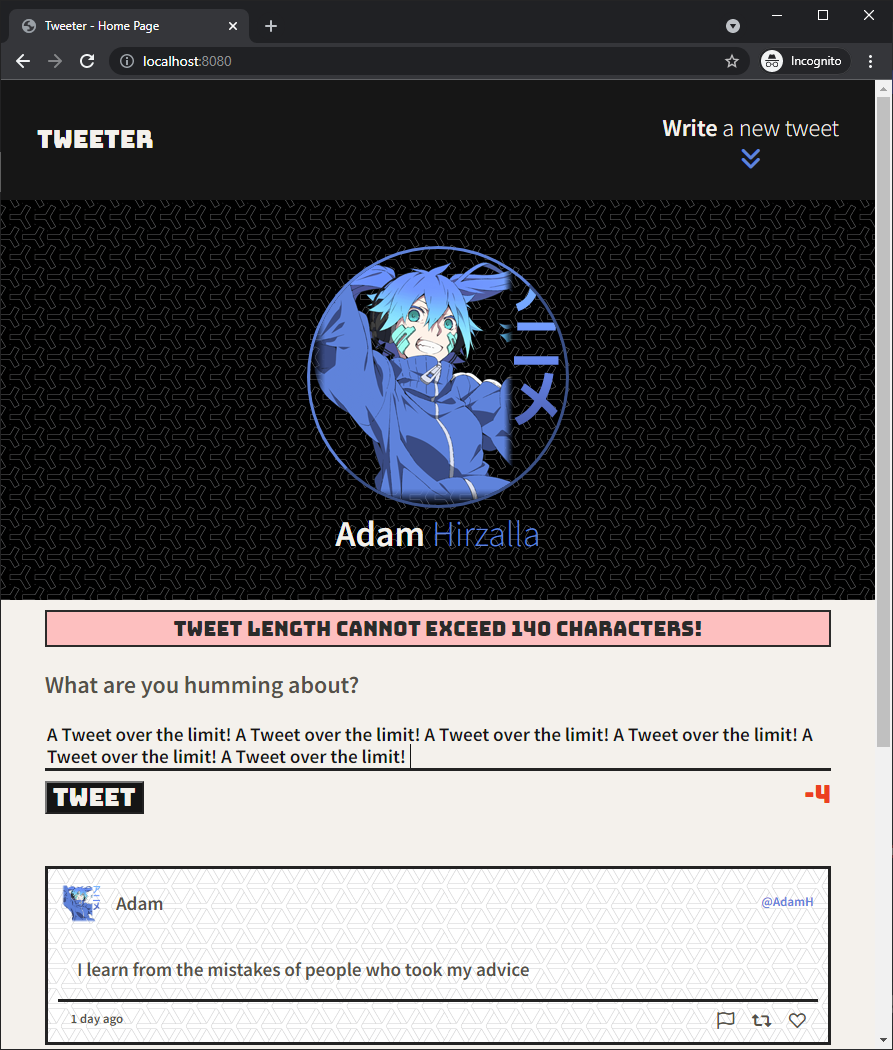 Tweeter - Home Page
localhost:8080
Incognito
TWEETER
Write a new tweet
アニメ
Adam Hirzalla
TWEET LENGTH CANNOT EXCEED 140 CHARACTERS!
What are you humming about?
A Tweet over the limit! A Tweet over the limit! A Tweet over the limit! A Tweet over the limit! A
Tweet over the limit! A Tweet over the limit!
TWEET
-4
アニメ
Adam
@AdamH
I learn from the mistakes of people who took my advice
1 day ago